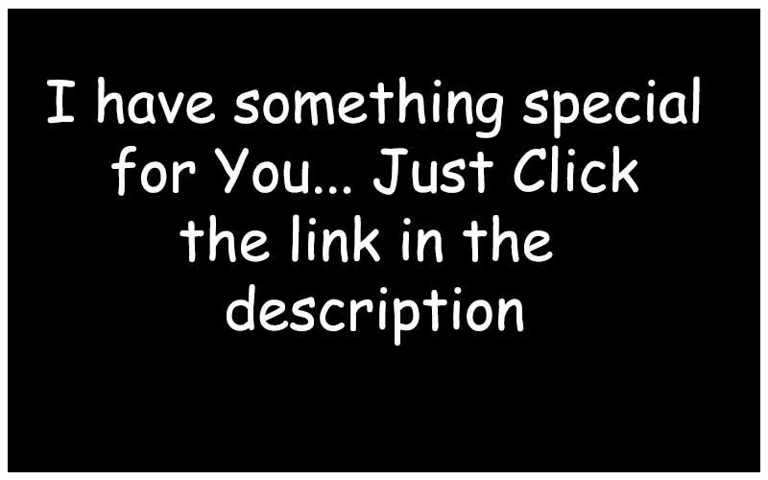 I have something special
for You... Just Click
the link in the
description